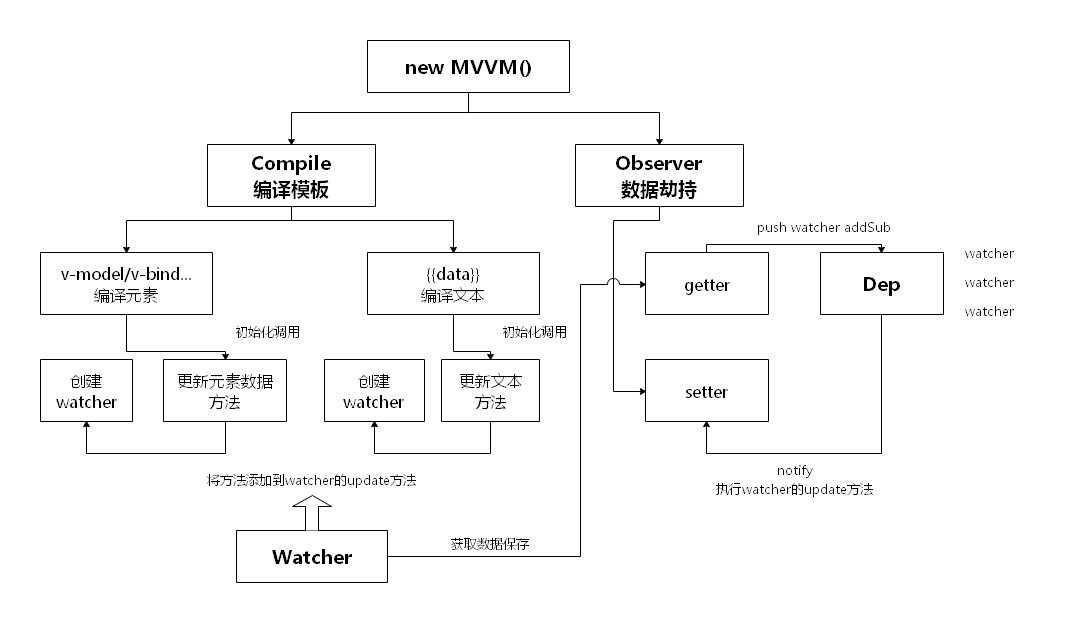 new MVVM()
Compile
编译模板
Observer
数据劫持
v-model/v-bind...
编译元素
{{data}}
编译文本
push watcher addSub
getter
Dep
watcher
watcher
watcher
初始化调用
初始化调用
创建
watcher
更新元素数据
方法
创建
watcher
更新文本
方法
setter
将方法添加到watcher的update方法
notify
执行watcher的update方法
Watcher
获取数据保存